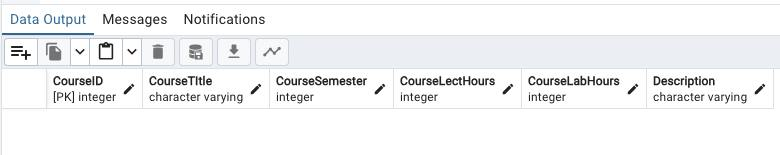 Data Output Messages Notifications
CourseID CourseTitle CourseSemester CourseLectHours CourseLabHours Description
[PK] integer character varying integer integer integer character varying